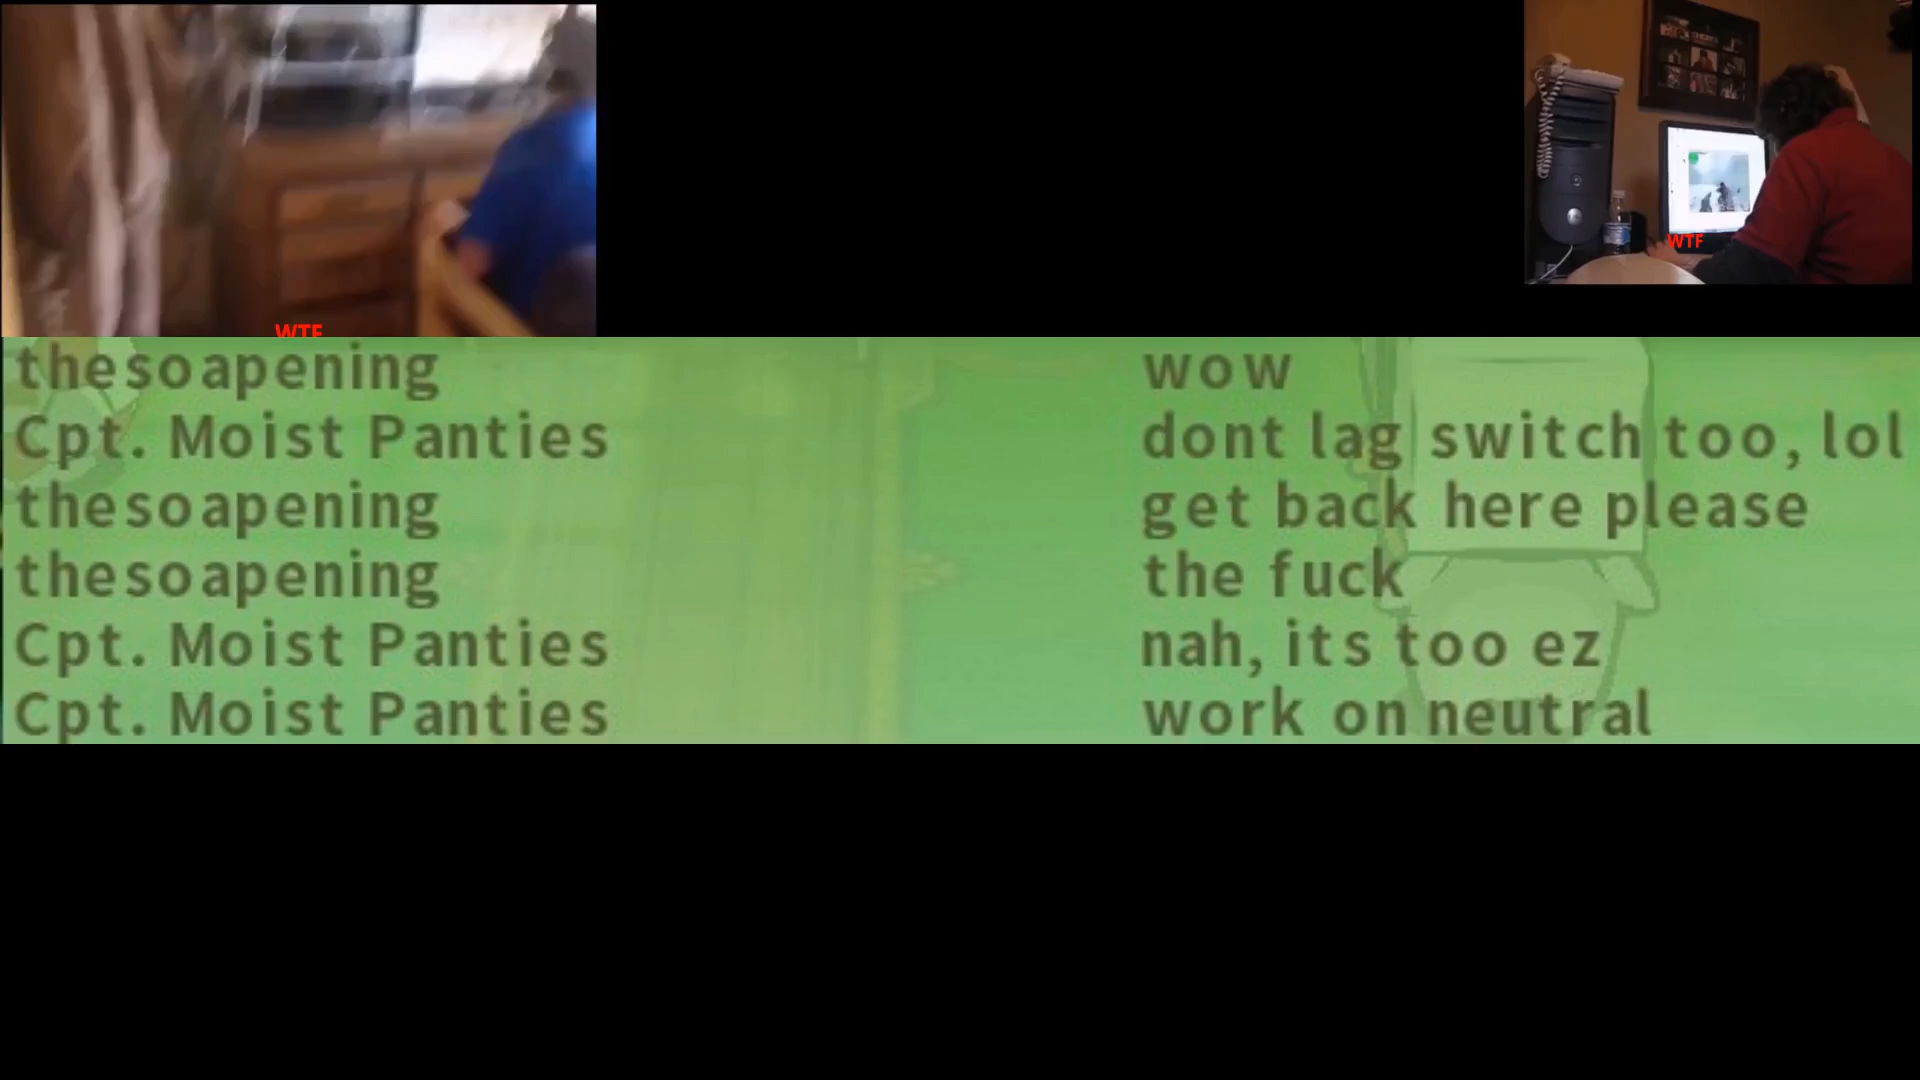 WTF
WTF
thesoapening wow
Cpt. Moist Panties dont lag switch too, lol
thesoapening get back here please
thesoapening the fuck
Cpt. Moist Panties nah, its too ez
Cpt. Moist Panties work on neutral